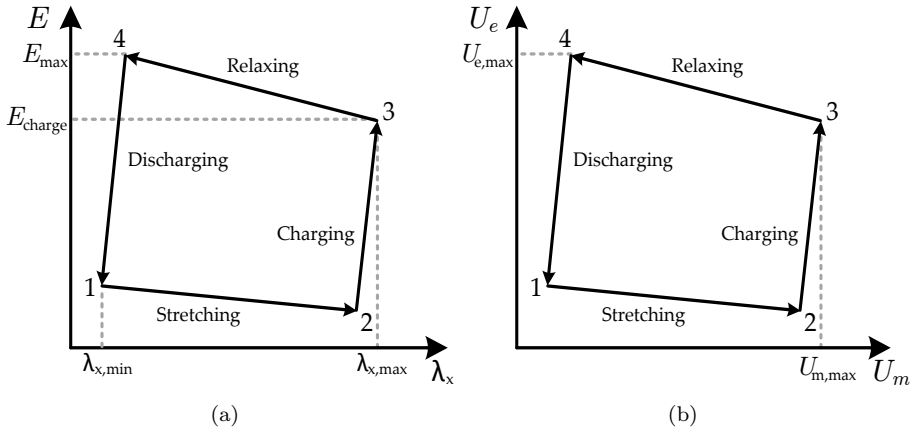 E
4
E_max
Relaxing
E_charge
3
Discharging
Charging
1
Stretching
2
λ_x,min
λ_x,max
λ_x
(a)
U_e
4
U_e,max
Relaxing
3
Discharging
Charging
1
Stretching
2
U_m,max
U_m
(b)